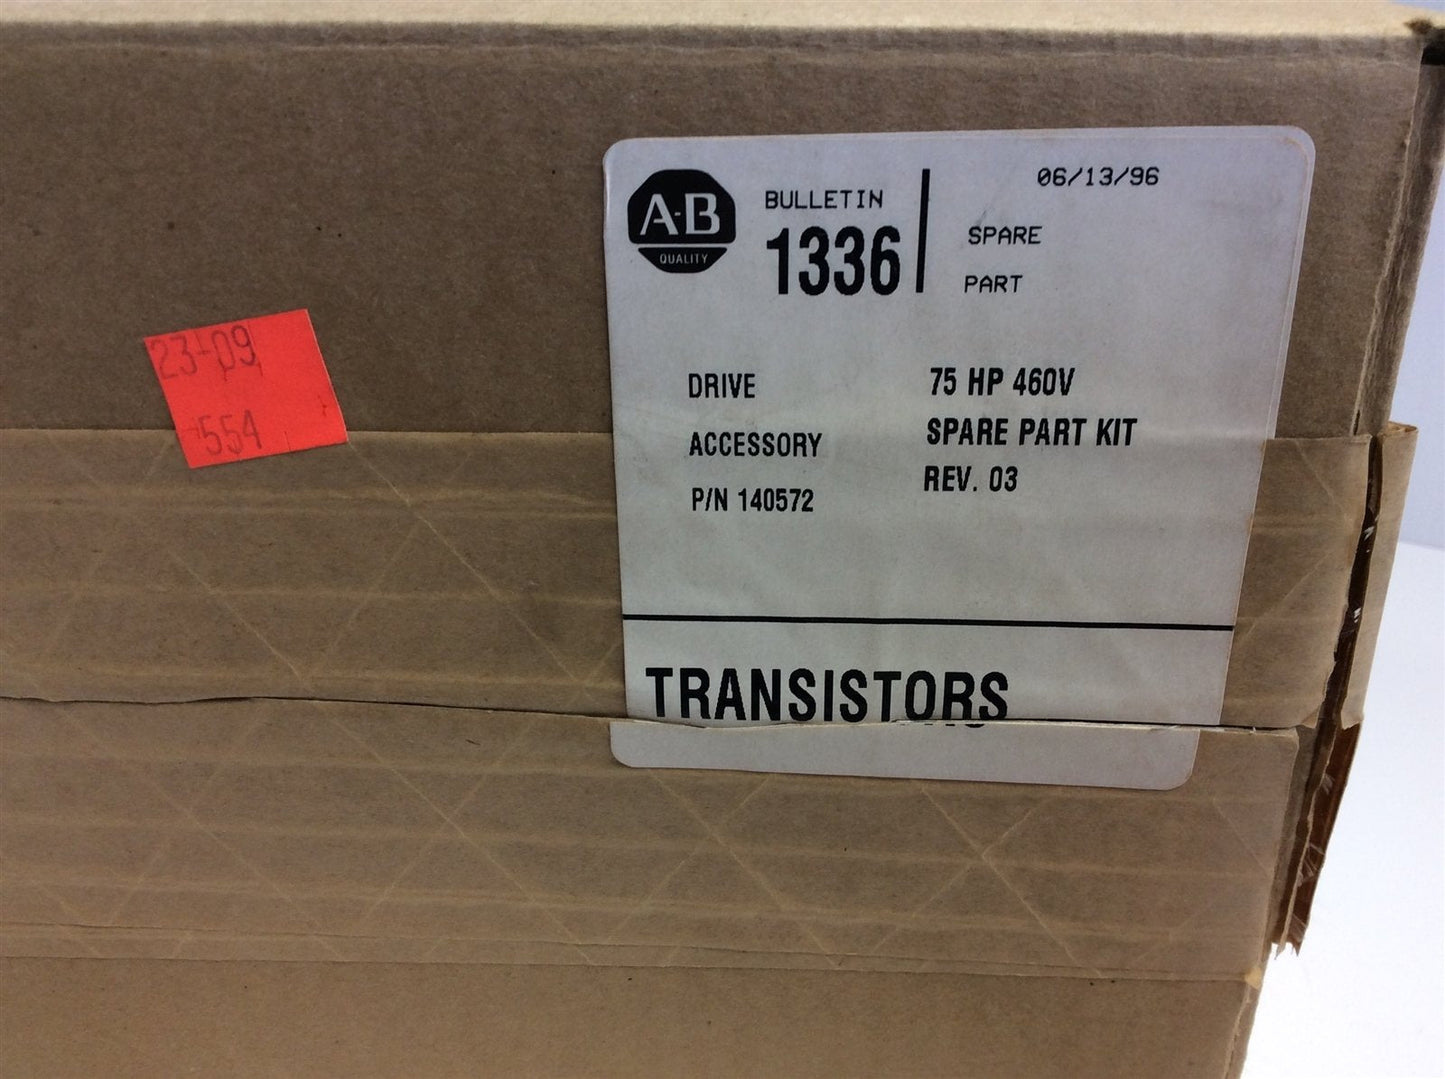 A-B
QUALITY
BULLETIN
1336
SPARE
PART
06/13/96
DRIVE
ACCESSORY
P/N 140572
75 HP 460V
SPARE PART KIT
REV. 03
TRANSISTORS
23-09
554